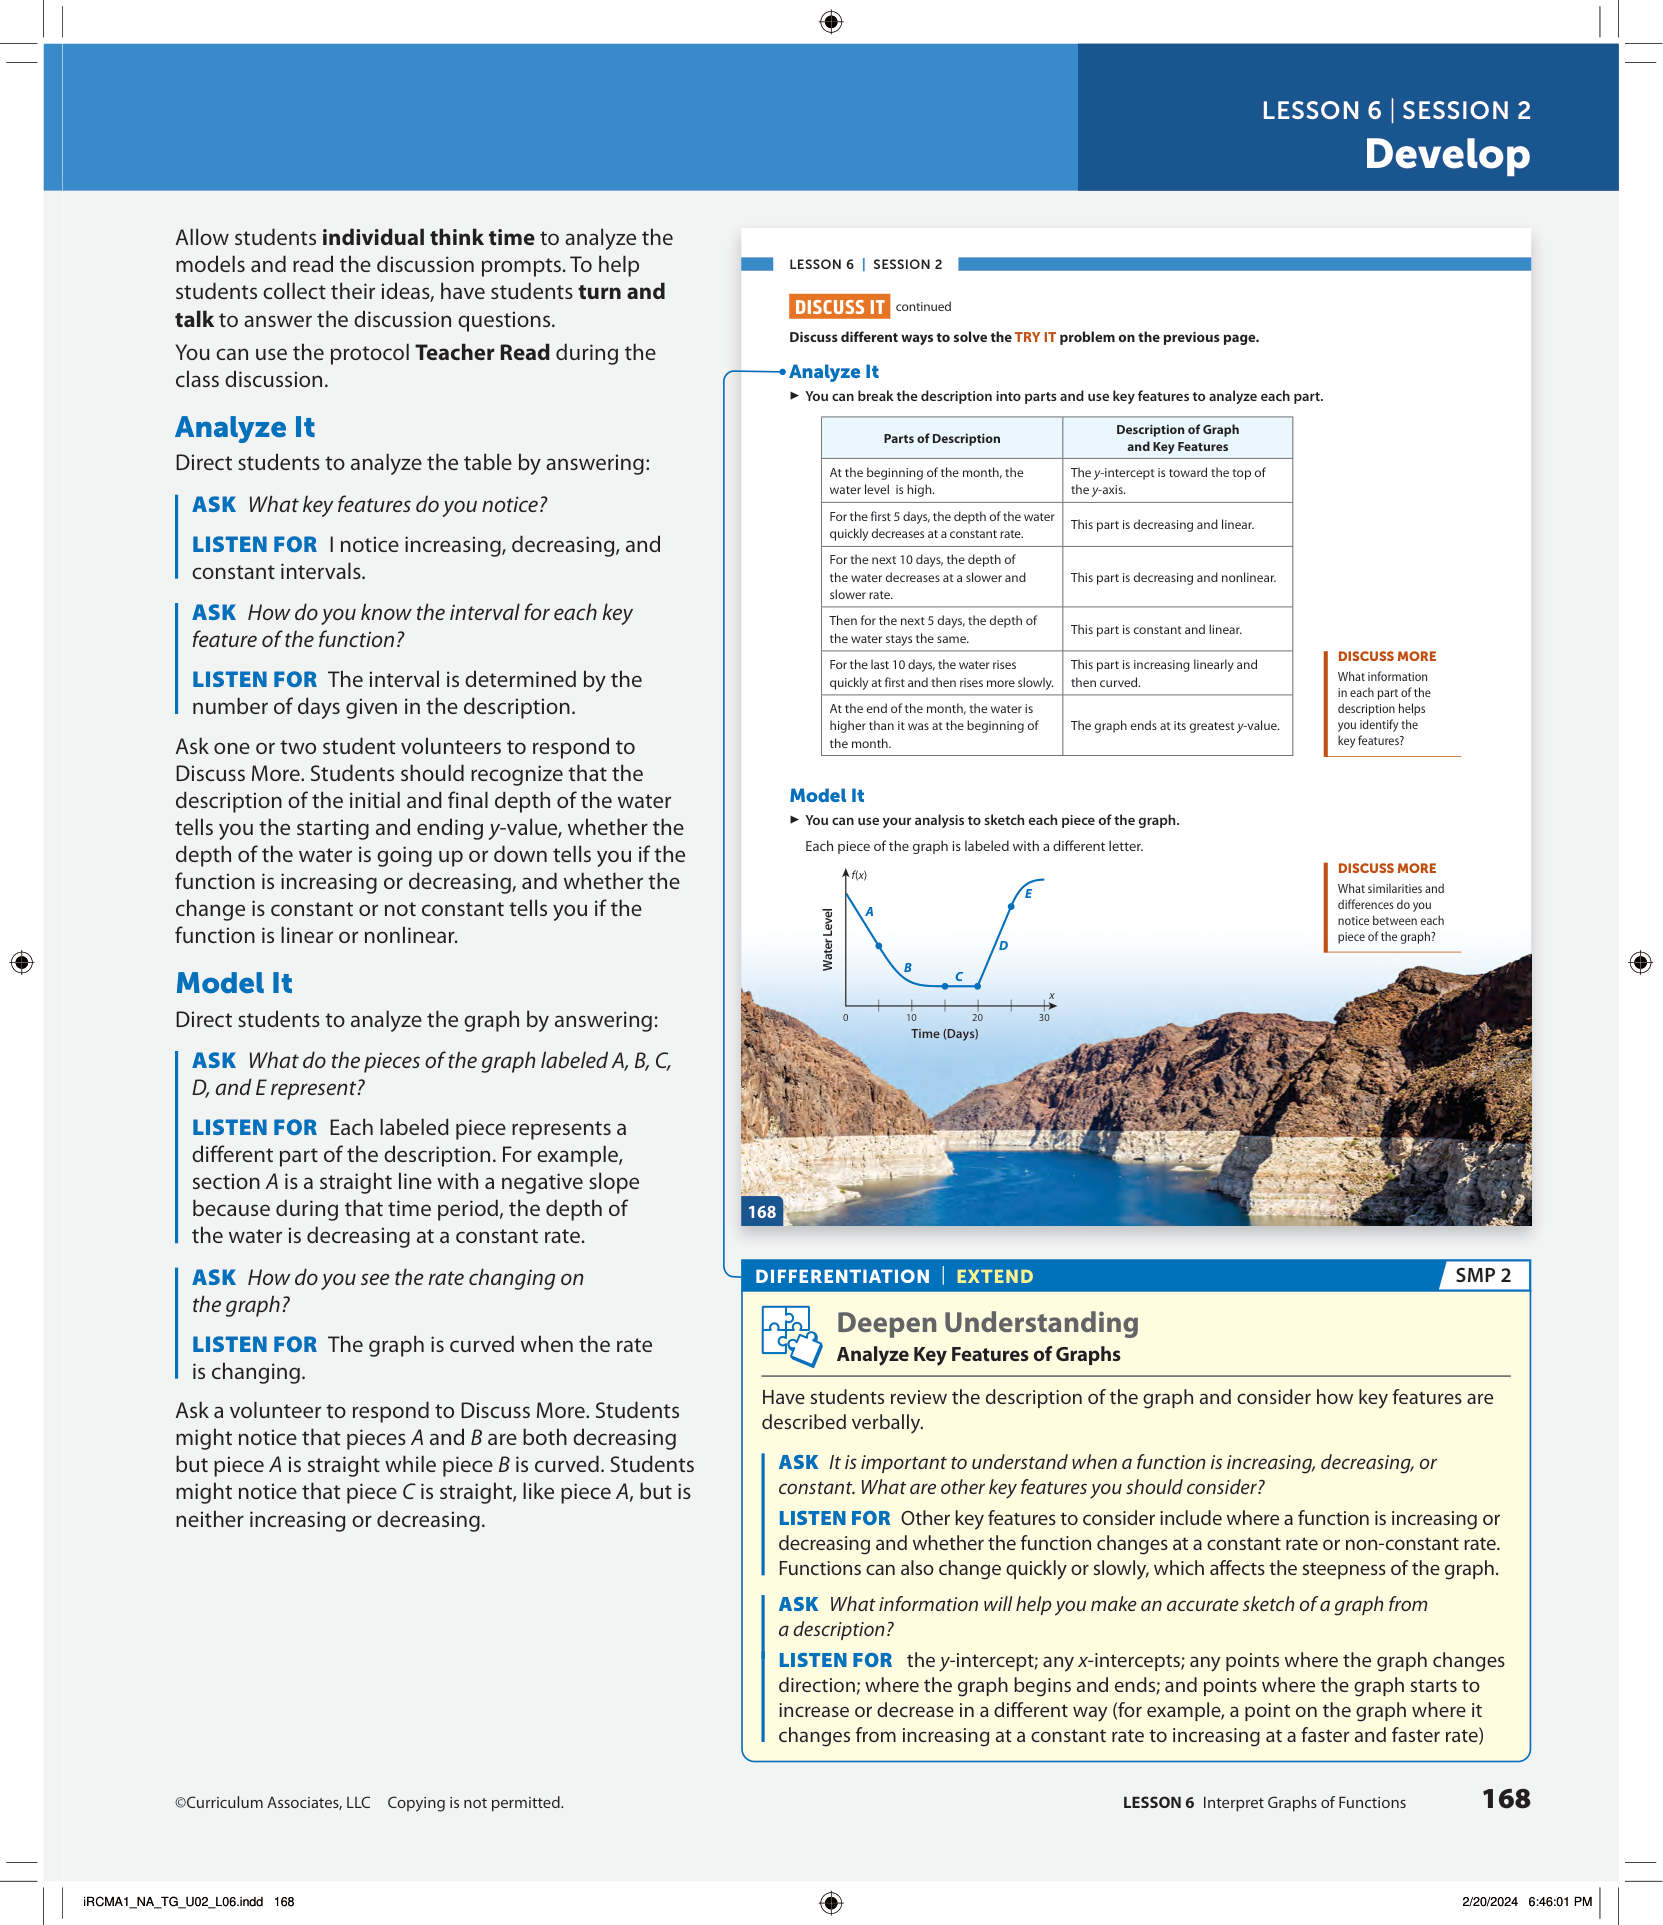 LESSON 6 | SESSION 2
Develop
Allow students individual think time to analyze the
models and read the discussion prompts. To help
students collect their ideas, have students turn and
talk to answer the discussion questions.
You can use the protocol Teacher Read during the
class discussion.
Analyze It
Direct students to analyze the table by answering:
ASK What key features do you notice?
LISTEN FOR I notice increasing, decreasing, and
constant intervals.
ASK How do you know the interval for each key
feature of the function?
LISTEN FOR The interval is determined by the
number of days given in the description.
Ask one or two student volunteers to respond to
Discuss More. Students should recognize that the
description of the initial and final depth of the water
tells you the starting and ending y-value, whether the
depth of the water is going up or down tells you if the
function is increasing or decreasing, and whether the
change is constant or not constant tells you if the
function is linear or nonlinear.
Model It
Direct students to analyze the graph by answering:
ASK What do the pieces of the graph labeled A, B, C,
D, and E represent?
LISTEN FOR Each labeled piece represents a
different part of the description. For example,
section A is a straight line with a negative slope
because during that time period, the depth of
the water is decreasing at a constant rate.
ASK How do you see the rate changing on
the graph?
LISTEN FOR The graph is curved when the rate
is changing.
Ask a volunteer to respond to Discuss More. Students
might notice that pieces A and B are both decreasing
but piece A is straight while piece B is curved. Students
might notice that piece C is straight, like piece A, but is
neither increasing or decreasing.
LESSON 6 | SESSION 2
DISCUSS IT continued
Discuss different ways to solve the TRY IT problem on the previous page.
Analyze It
► You can break the description into parts and use key features to analyze each part.
Parts of Description
Description of Graph
and Key Features
At the beginning of the month, the
water level is high.
The y-intercept is toward the top of
the y-axis.
For the first 5 days, the depth of the water
quickly decreases at a constant rate.
This part is decreasing and linear.
For the next 10 days, the depth of
the water decreases at a slower and
slower rate.
This part is decreasing and nonlinear.
Then for the next 5 days, the depth of
the water stays the same.
This part is constant and linear.
For the last 10 days, the water rises
quickly at first and then rises more slowly.
This part is increasing linearly and
then curved.
At the end of the month, the water is
higher than it was at the beginning of
the month.
The graph ends at its greatest y-value.
DISCUSS MORE
What information
in each part of the
description helps
you identify the
key features?
Model It
► You can use your analysis to sketch each piece of the graph.
Each piece of the graph is labeled with a different letter.
f(x)
Water Level
A
B
C
D
E
x
0 10 20 30
Time (Days)
DISCUSS MORE
What similarities and
differences do you
notice between each
piece of the graph?
168
DIFFERENTIATION | EXTEND
SMP 2
Deepen Understanding
Analyze Key Features of Graphs
Have students review the description of the graph and consider how key features are
described verbally.
ASK It is important to understand when a function is increasing, decreasing, or
constant. What are other key features you should consider?
LISTEN FOR Other key features to consider include where a function is increasing or
decreasing and whether the function changes at a constant rate or non-constant rate.
Functions can also change quickly or slowly, which affects the steepness of the graph.
ASK What information will help you make an accurate sketch of a graph from
a description?
LISTEN FOR the y-intercept; any x-intercepts; any points where the graph changes
direction; where the graph begins and ends; and points where the graph starts to
increase or decrease in a different way (for example, a point on the graph where it
changes from increasing at a constant rate to increasing at a faster and faster rate)
©Curriculum Associates, LLC Copying is not permitted.
LESSON 6 Interpret Graphs of Functions
168
iRCMA1_NA_TG_U02_L06.indd 168
2/20/2024 6:46:01 PM